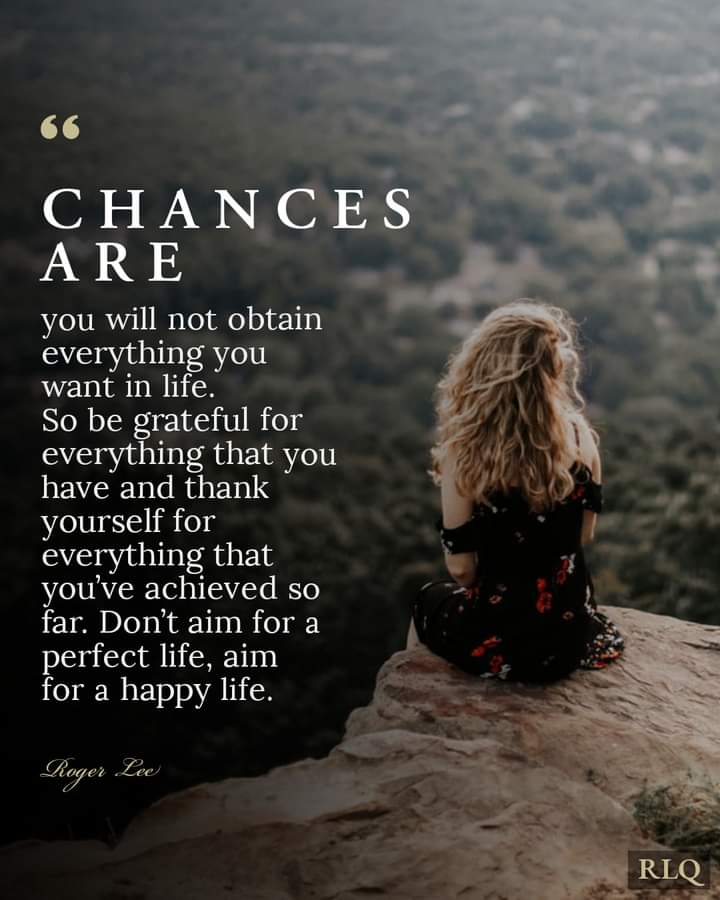 “
CHANCES
ARE
you will not obtain
everything you
want in life.
So be grateful for
everything that you
have and thank
yourself for
everything that
you’ve achieved so
far. Don’t aim for a
perfect life, aim
for a happy life.
Roger Lee
RLQ